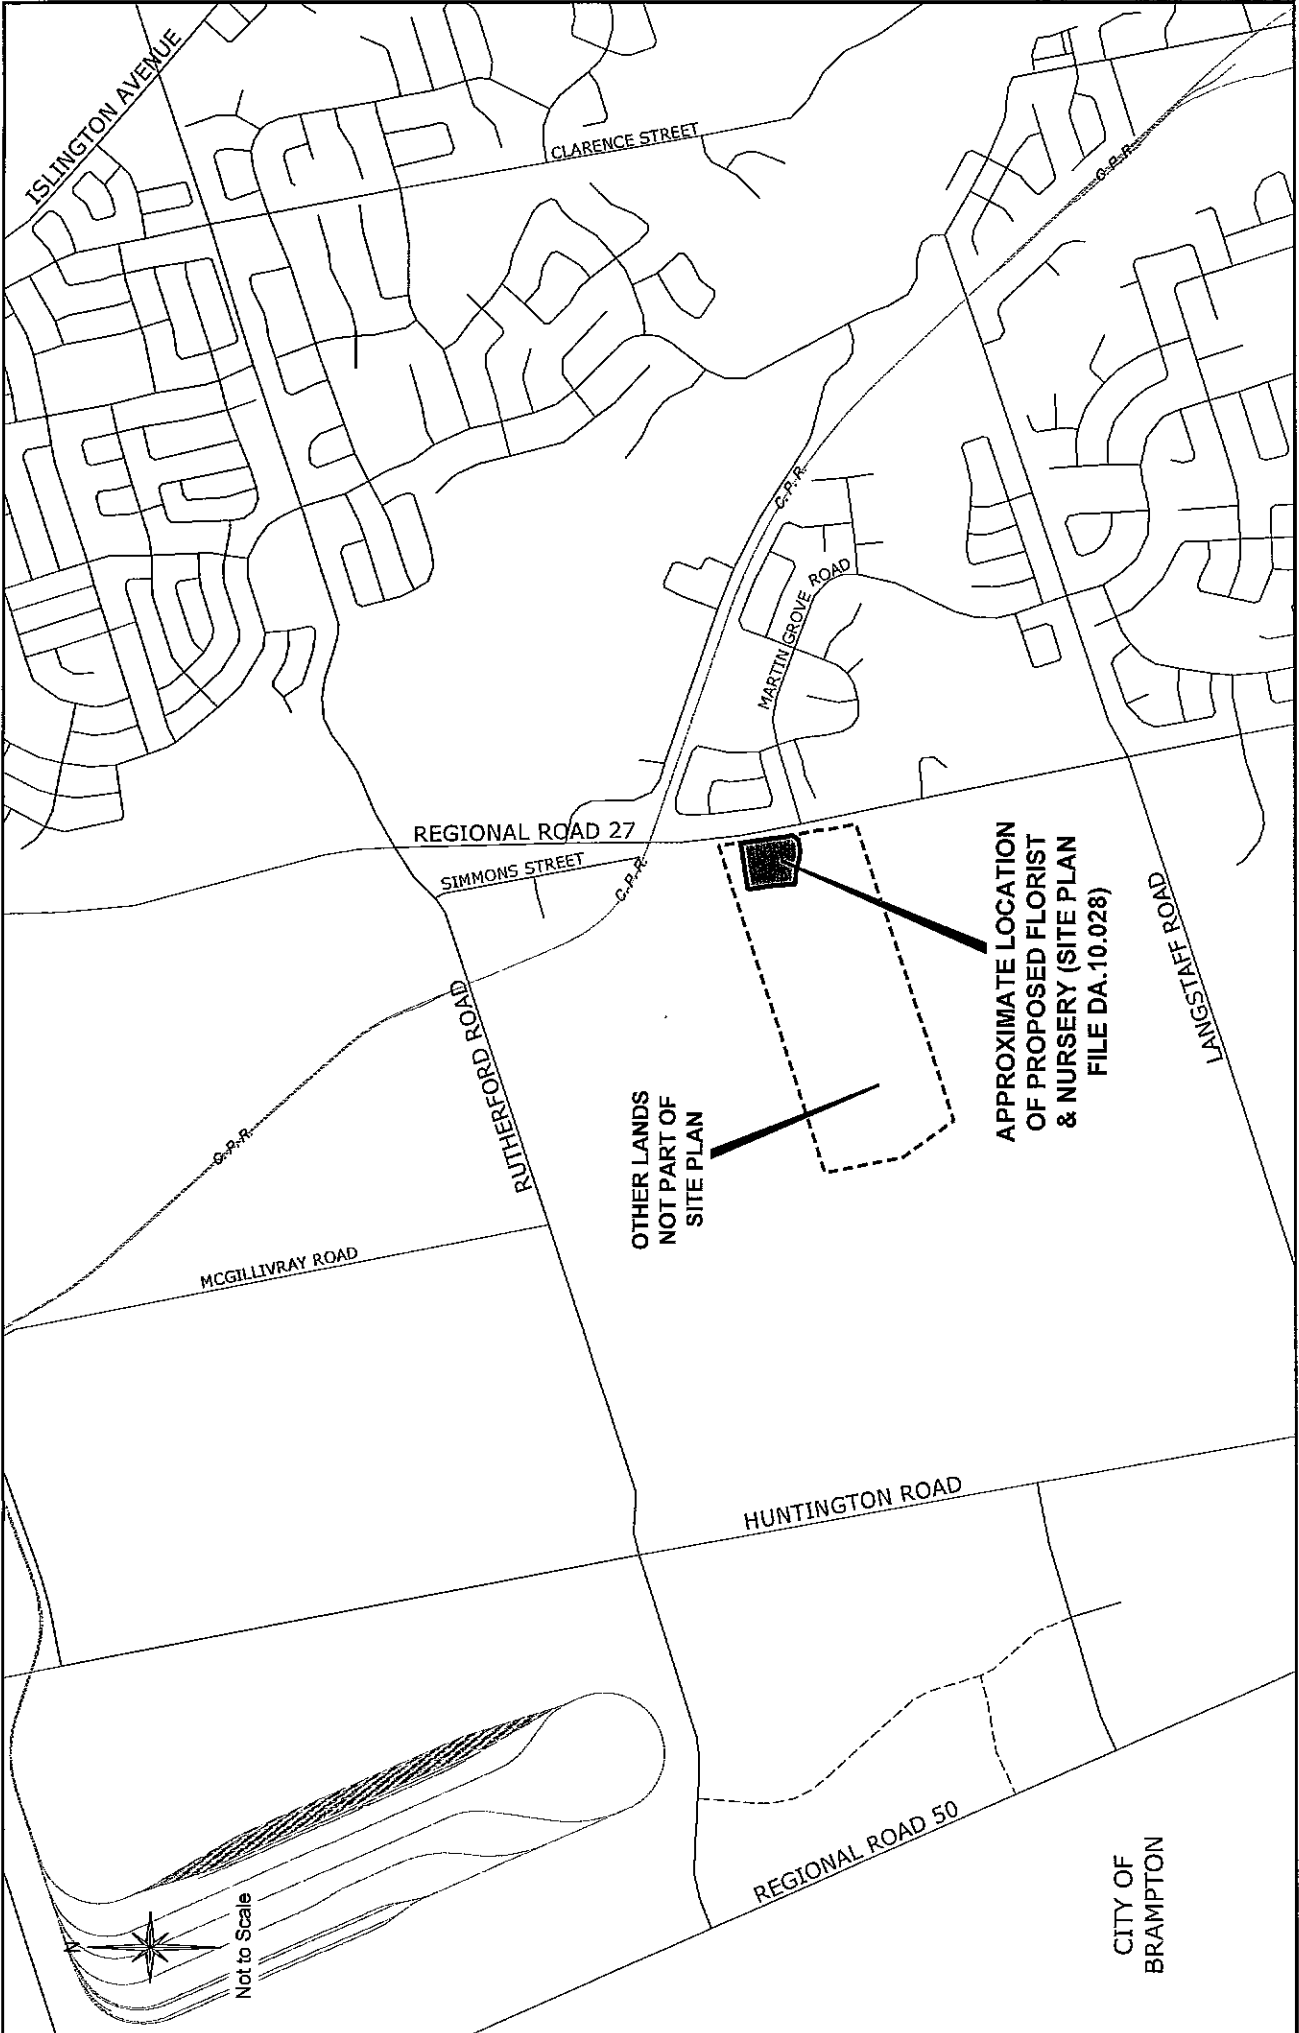 ISLINGTON AVENUE
CLARENCE STREET
C.P.R.
C.P.R.
MARTIN GROVE ROAD
REGIONAL ROAD 27
SIMMONS STREET
C.P.R.
RUTHERFORD ROAD
C.P.R.
MCGILLIVRAY ROAD
OTHER LANDS
NOT PART OF
SITE PLAN
APPROXIMATE LOCATION
OF PROPOSED FLORIST
& NURSERY (SITE PLAN
FILE DA.10.028)
LANGSTAFF ROAD
HUNTINGTON ROAD
REGIONAL ROAD 50
CITY OF
BRAMPTON
N
Not to Scale